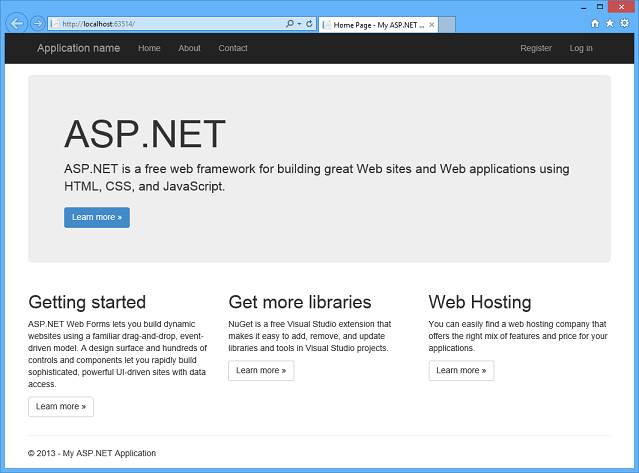 http://localhost:63514/
Home Page - My ASP.NET ...
Application name Home About Contact Register Log in
ASP.NET
ASP.NET is a free web framework for building great Web sites and Web applications using
HTML, CSS, and JavaScript.
Learn more »
Getting started
ASP.NET Web Forms lets you build dynamic
websites using a familiar drag-and-drop, event-
driven model. A design surface and hundreds of
controls and components let you rapidly build
sophisticated, powerful UI-driven sites with data
access.
Learn more »
Get more libraries
NuGet is a free Visual Studio extension that
makes it easy to add, remove, and update
libraries and tools in Visual Studio projects.
Learn more »
Web Hosting
You can easily find a web hosting company that
offers the right mix of features and price for your
applications.
Learn more »
© 2013 - My ASP.NET Application